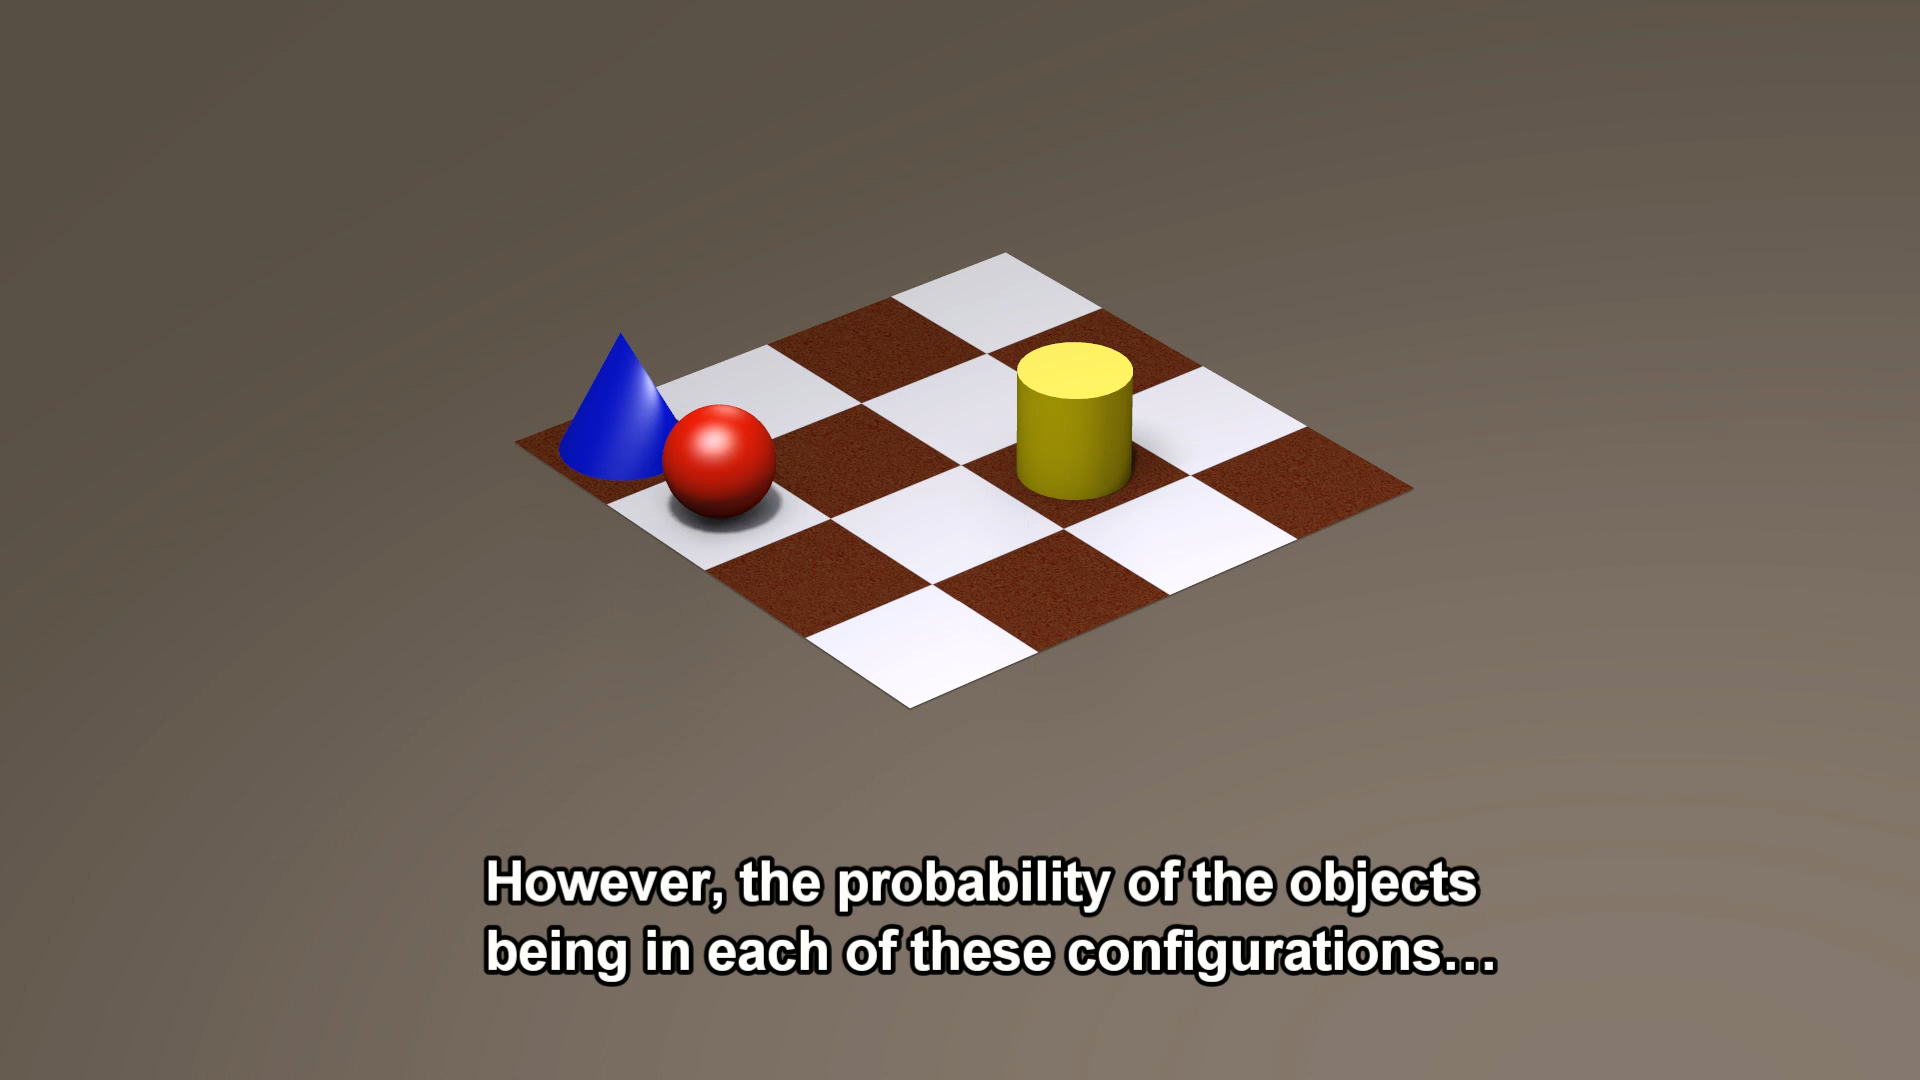 However, the probability of the objects
being in each of these configurations...